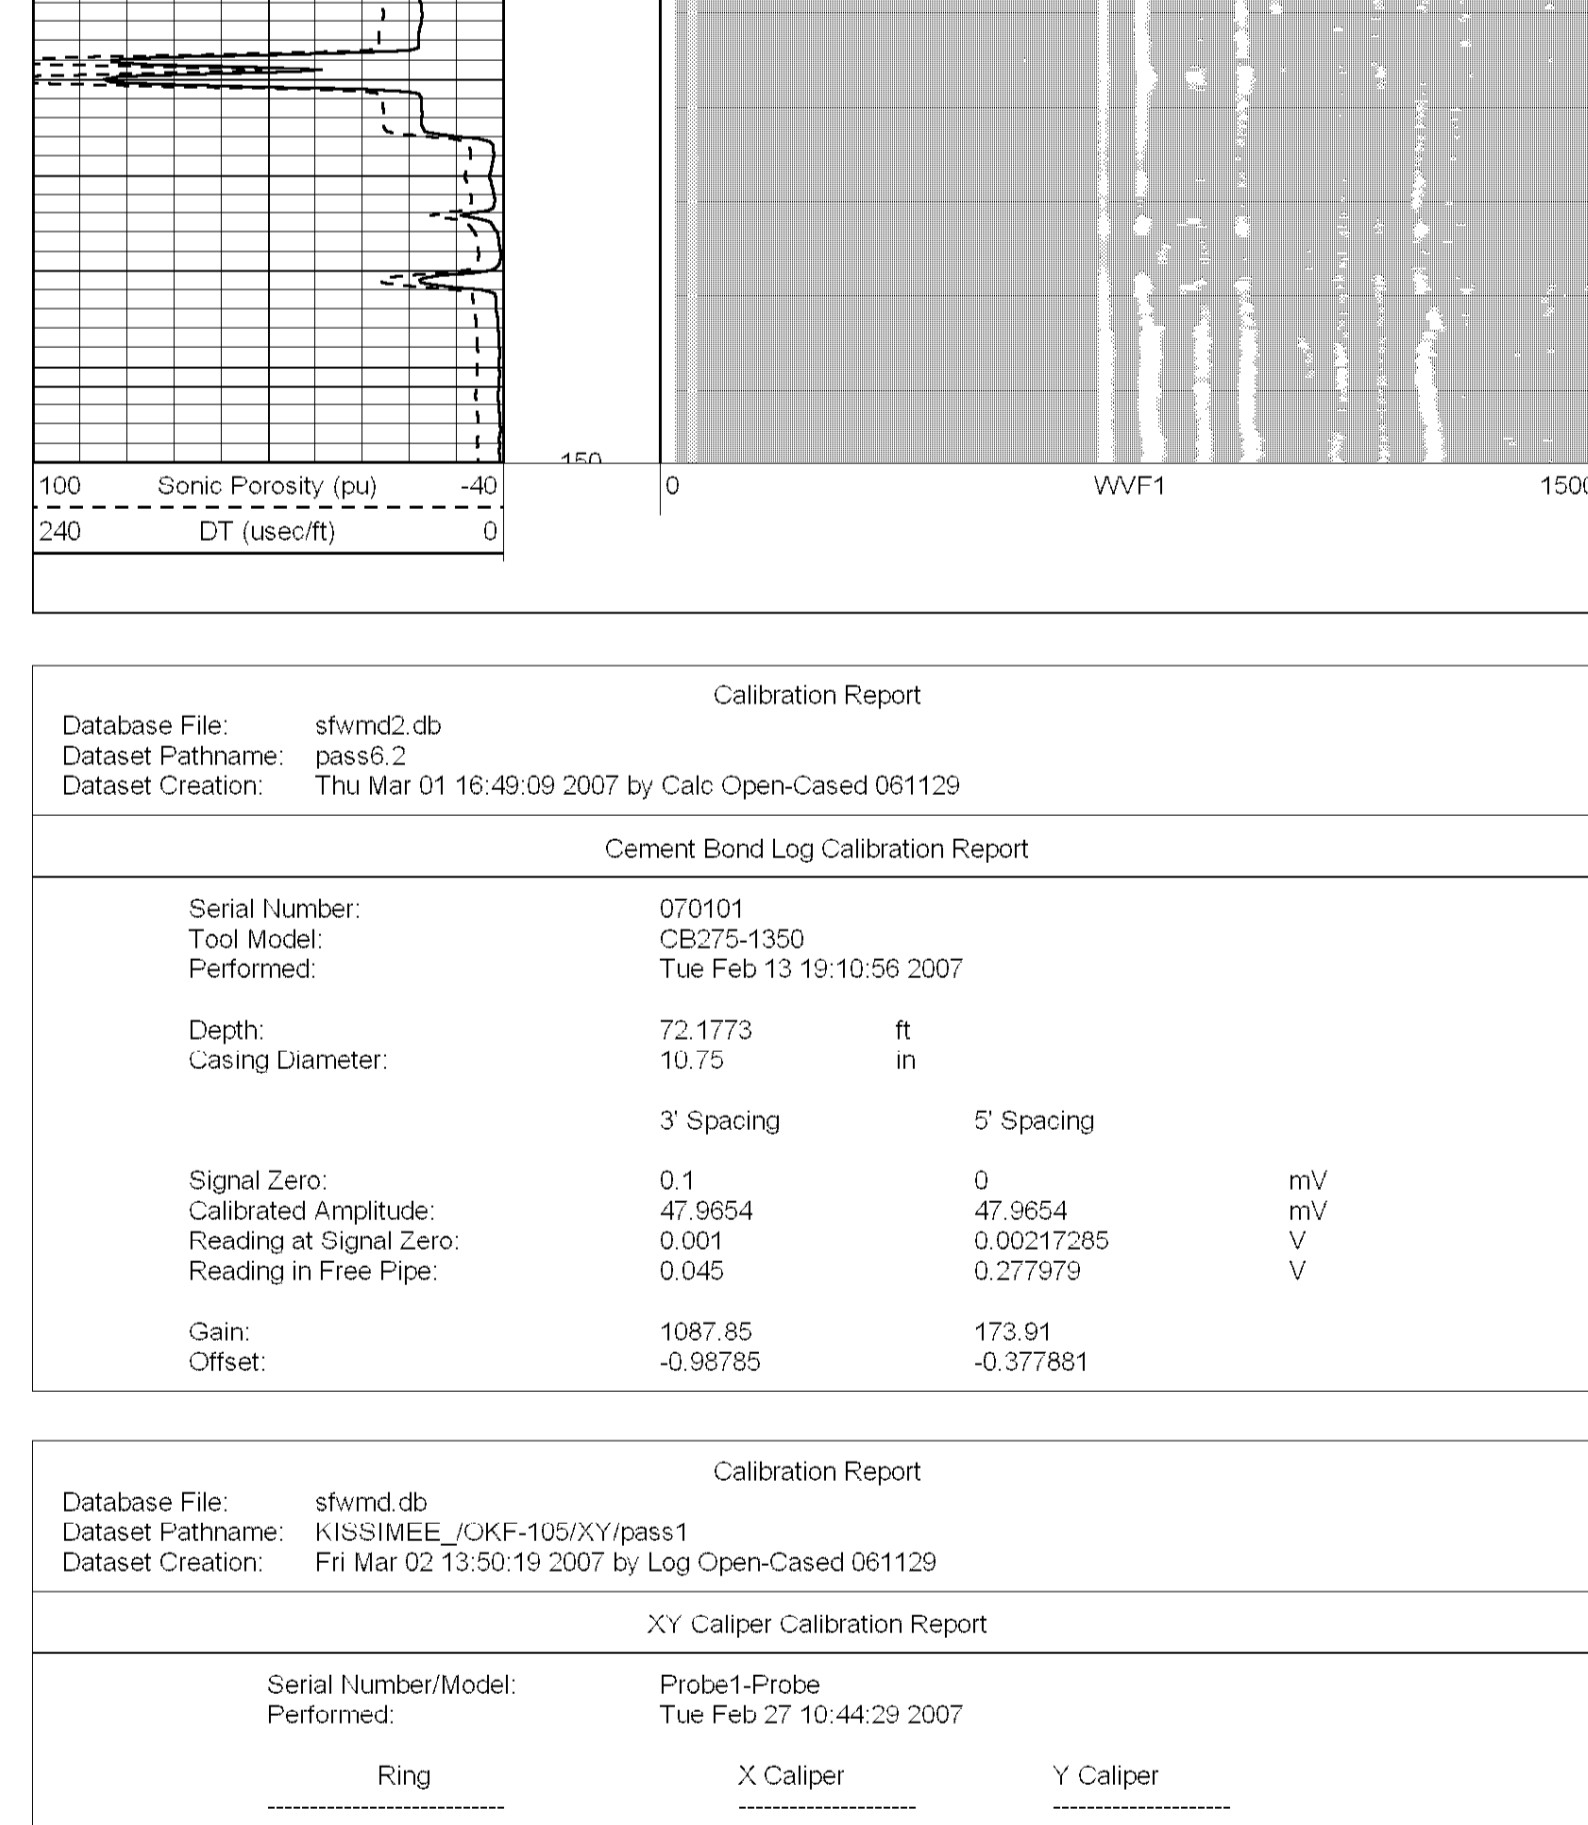 150
100 Sonic Porosity (pu) -40
0 WVF1 1500
240 DT (usec/ft) 0
Calibration Report
Database File: sfwmd2.db
Dataset Pathname: pass6.2
Dataset Creation: Thu Mar 01 16:49:09 2007 by Calc Open-Cased 061129
Cement Bond Log Calibration Report
Serial Number: 070101
Tool Model: CB275-1350
Performed: Tue Feb 13 19:10:56 2007
Depth: 72.1773 ft
Casing Diameter: 10.75 in
3' Spacing 5' Spacing
Signal Zero: 0.1 0 mV
Calibrated Amplitude: 47.9654 47.9654 mV
Reading at Signal Zero: 0.001 0.00217285 V
Reading in Free Pipe: 0.045 0.277979 V
Gain: 1087.85 173.91
Offset: -0.98785 -0.377881
Calibration Report
Database File: sfwmd.db
Dataset Pathname: KISSIMEE_/OKF-105/XY/pass1
Dataset Creation: Fri Mar 02 13:50:19 2007 by Log Open-Cased 061129
XY Caliper Calibration Report
Serial Number/Model: Probe1-Probe
Performed: Tue Feb 27 10:44:29 2007
Ring X Caliper Y Caliper
--------------------------- -------------------- --------------------